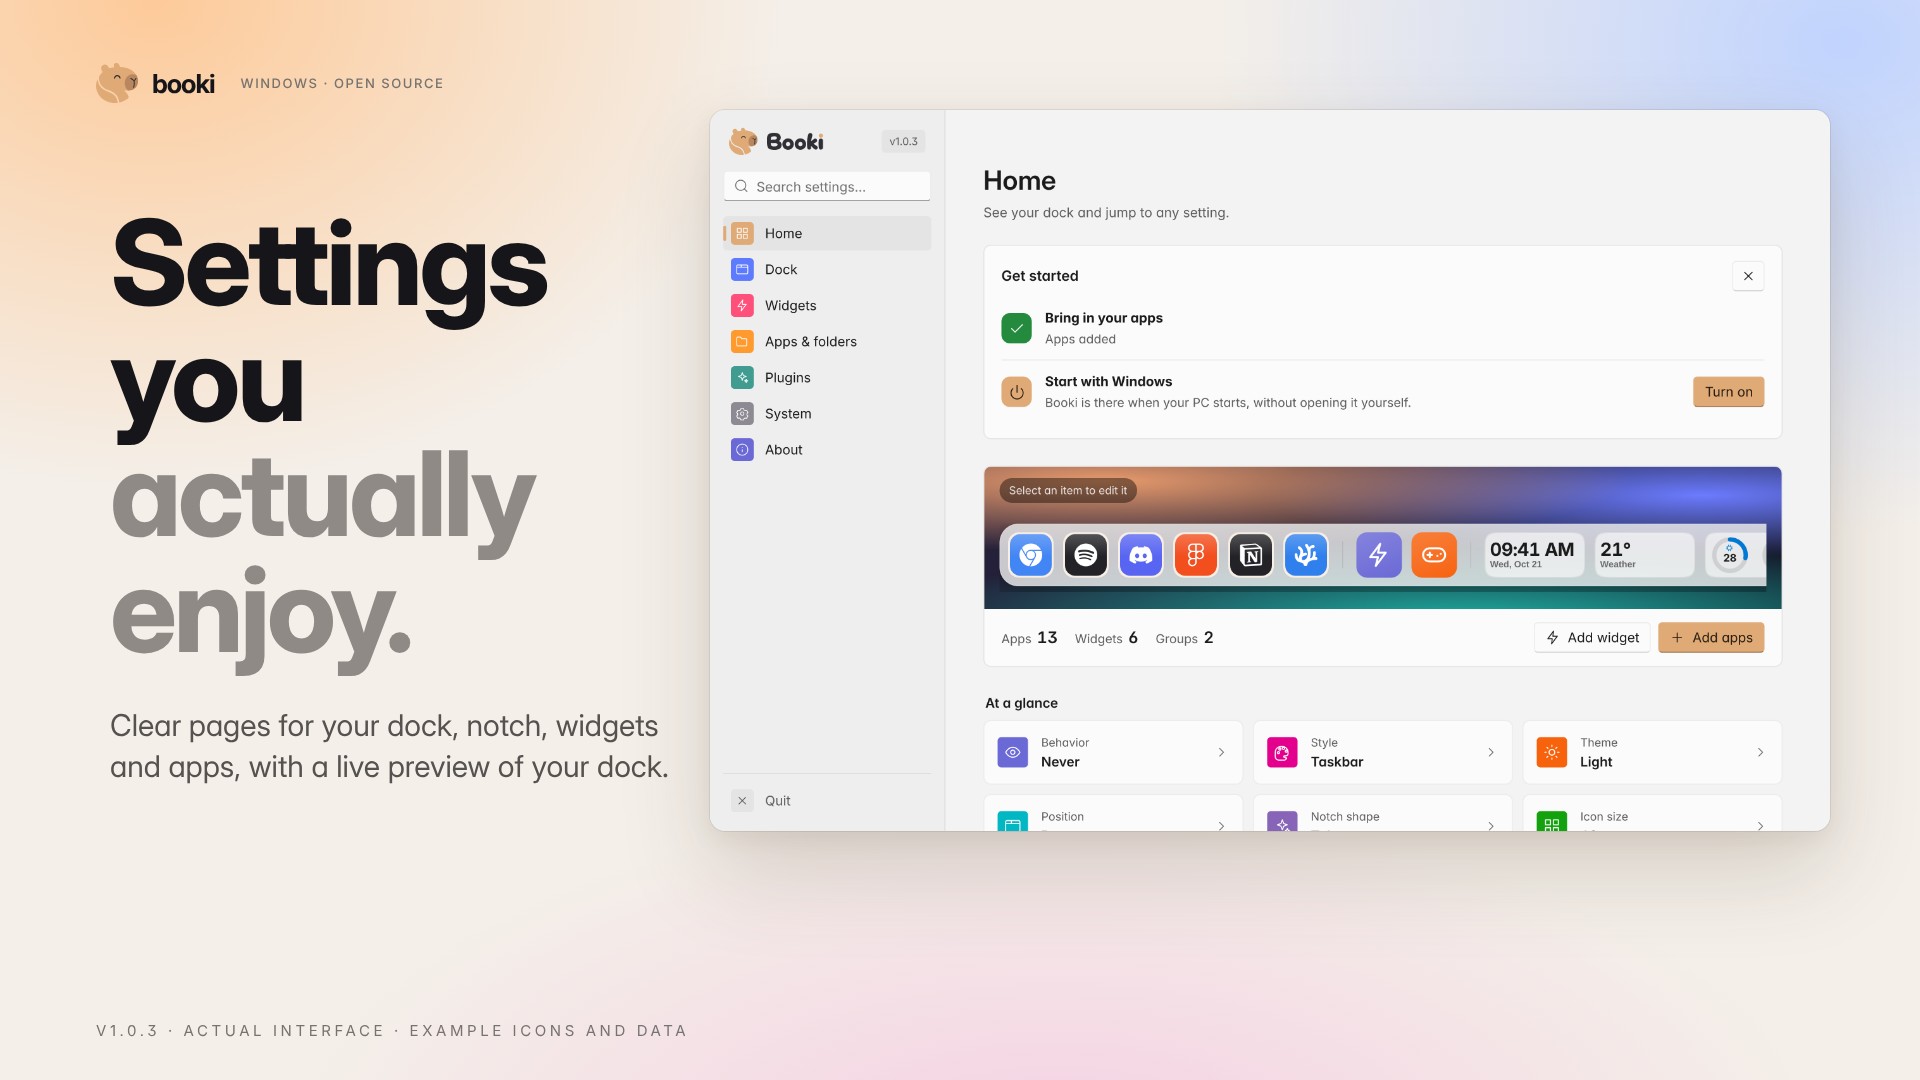 booki
WINDOWS · OPEN SOURCE
Settings
you
actually
enjoy.
Clear pages for your dock, notch, widgets
and apps, with a live preview of your dock.
Booki
v1.0.3
Search settings...
Home
Dock
Widgets
Apps & folders
Plugins
System
About
Quit
Home
See your dock and jump to any setting.
Get started
Bring in your apps
Apps added
Start with Windows
Booki is there when your PC starts, without opening it yourself.
Turn on
Select an item to edit it
09:41 AM
Wed, Oct 21
21°
Weather
28
Apps 13 Widgets 6 Groups 2
Add widget
Add apps
At a glance
Behavior
Never
Style
Taskbar
Theme
Light
Position
Notch shape
Icon size
V1.0.3 · ACTUAL INTERFACE · EXAMPLE ICONS AND DATA